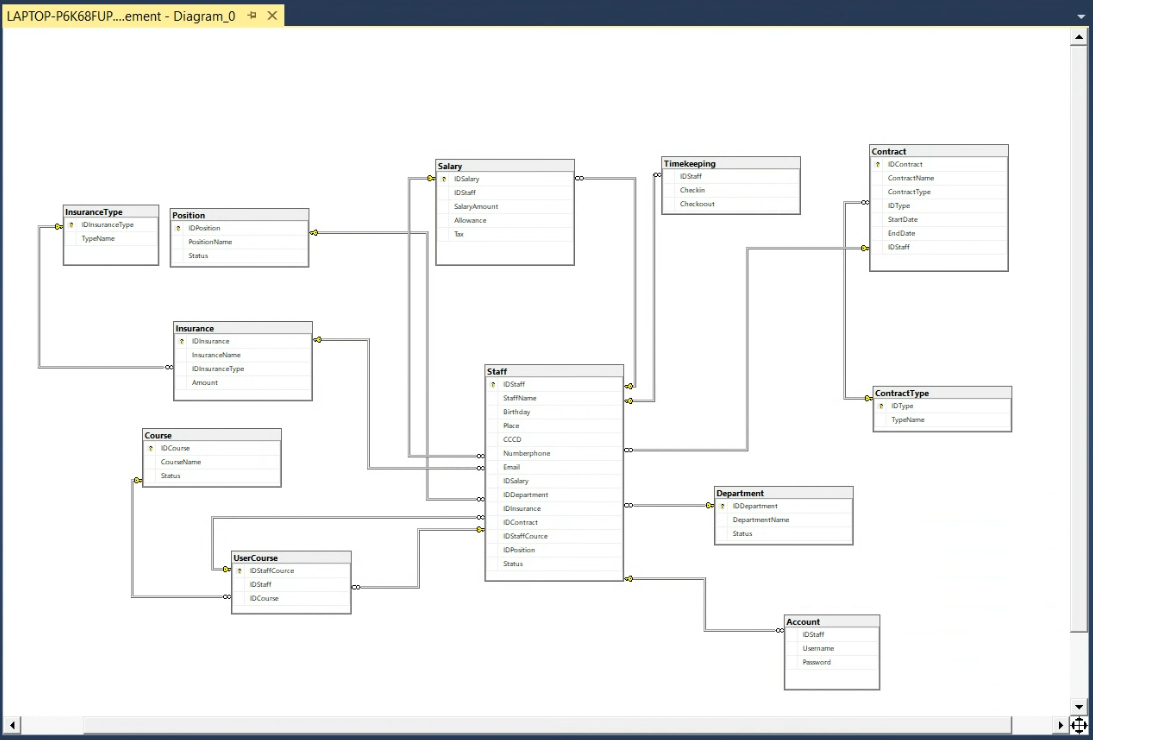 LAPTOP-P6K68FUP....ement - Diagram_0
InsuranceType
IDInsuranceType
TypeName
Position
IDPosition
PositionName
Status
Salary
IDSalary
IDStaff
SalaryAmount
Allowance
Tax
Timekeeping
IDStaff
Checkin
Checkoout
Contract
IDContract
ContractName
ContractType
IDType
StartDate
EndDate
IDStaff
Insurance
IDInsurance
InsuranceName
IDInsuranceType
Amount
Staff
IDStaff
StaffName
Birthday
Place
CCCD
Numberphone
Email
IDSalary
IDDepartment
IDInsurance
IDContract
IDStaffCource
IDPosition
Status
ContractType
IDType
TypeName
Course
IDCourse
CourseName
Status
Department
IDDepartment
DepartmentName
Status
UserCourse
IDStaffCource
IDStaff
IDCourse
Account
IDStaff
Username
Password